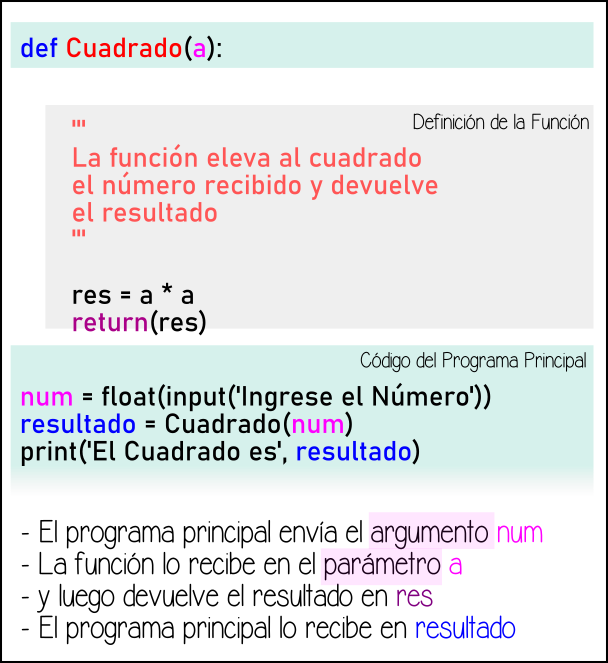 def Cuadrado(a):
Definición de la Función
'''
La función eleva al cuadrado
el número recibido y devuelve
el resultado
'''
res = a * a
return(res)
Código del Programa Principal
num = float(input('Ingrese el Número'))
resultado = Cuadrado(num)
print('El Cuadrado es', resultado)
- El programa principal envía el argumento num
- La función lo recibe en el parámetro a
- y luego devuelve el resultado en res
- El programa principal lo recibe en resultado